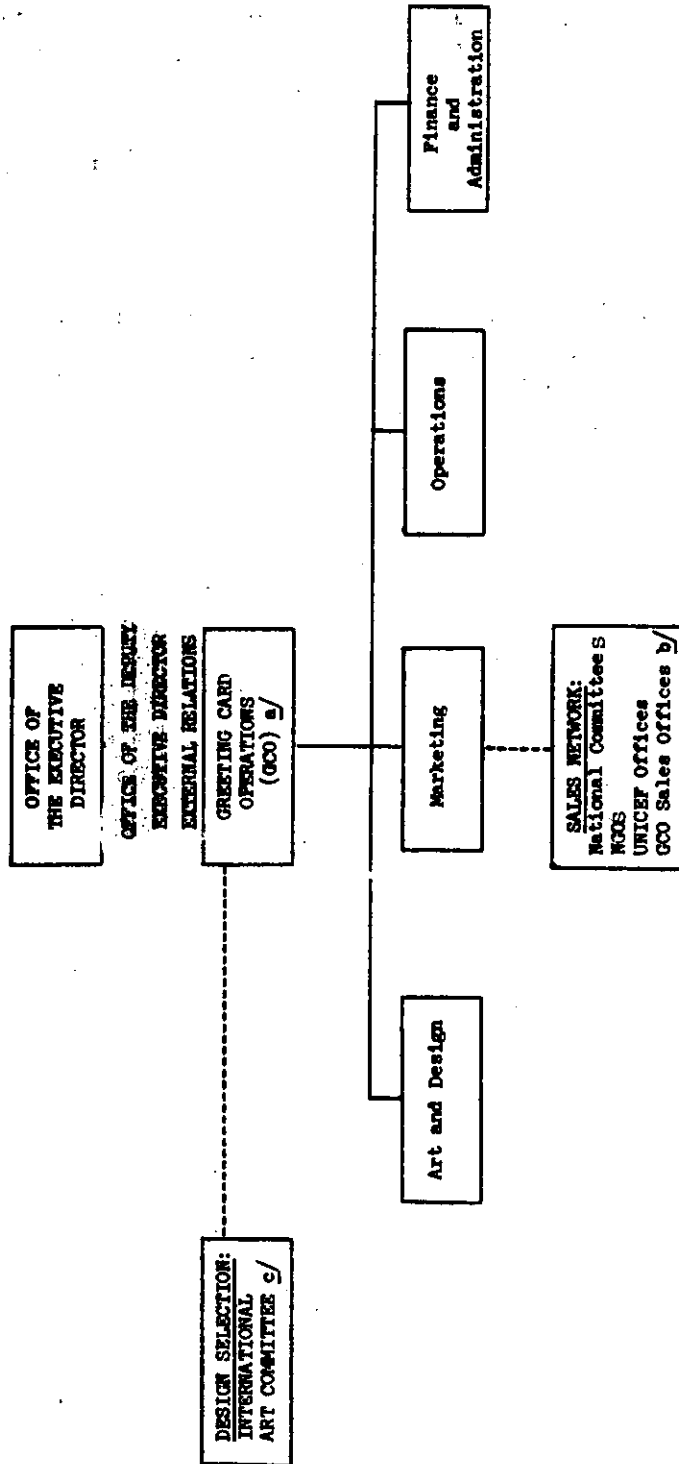 OFFICE OF
THE EXECUTIVE
DIRECTOR
OFFICE OF THE DEPUTY
EXECUTIVE DIRECTOR
EXTERNAL RELATIONS
GREETING CARD
OPERATIONS
(GCO) a/
DESIGN SELECTION:
INTERNATIONAL
ART COMMITTEE c/
Art and Design
Marketing
Operations
Finance
and
Administration
SALES NETWORK:
National Committees
NGOs
UNICEF Offices
GCO Sales Offices b/